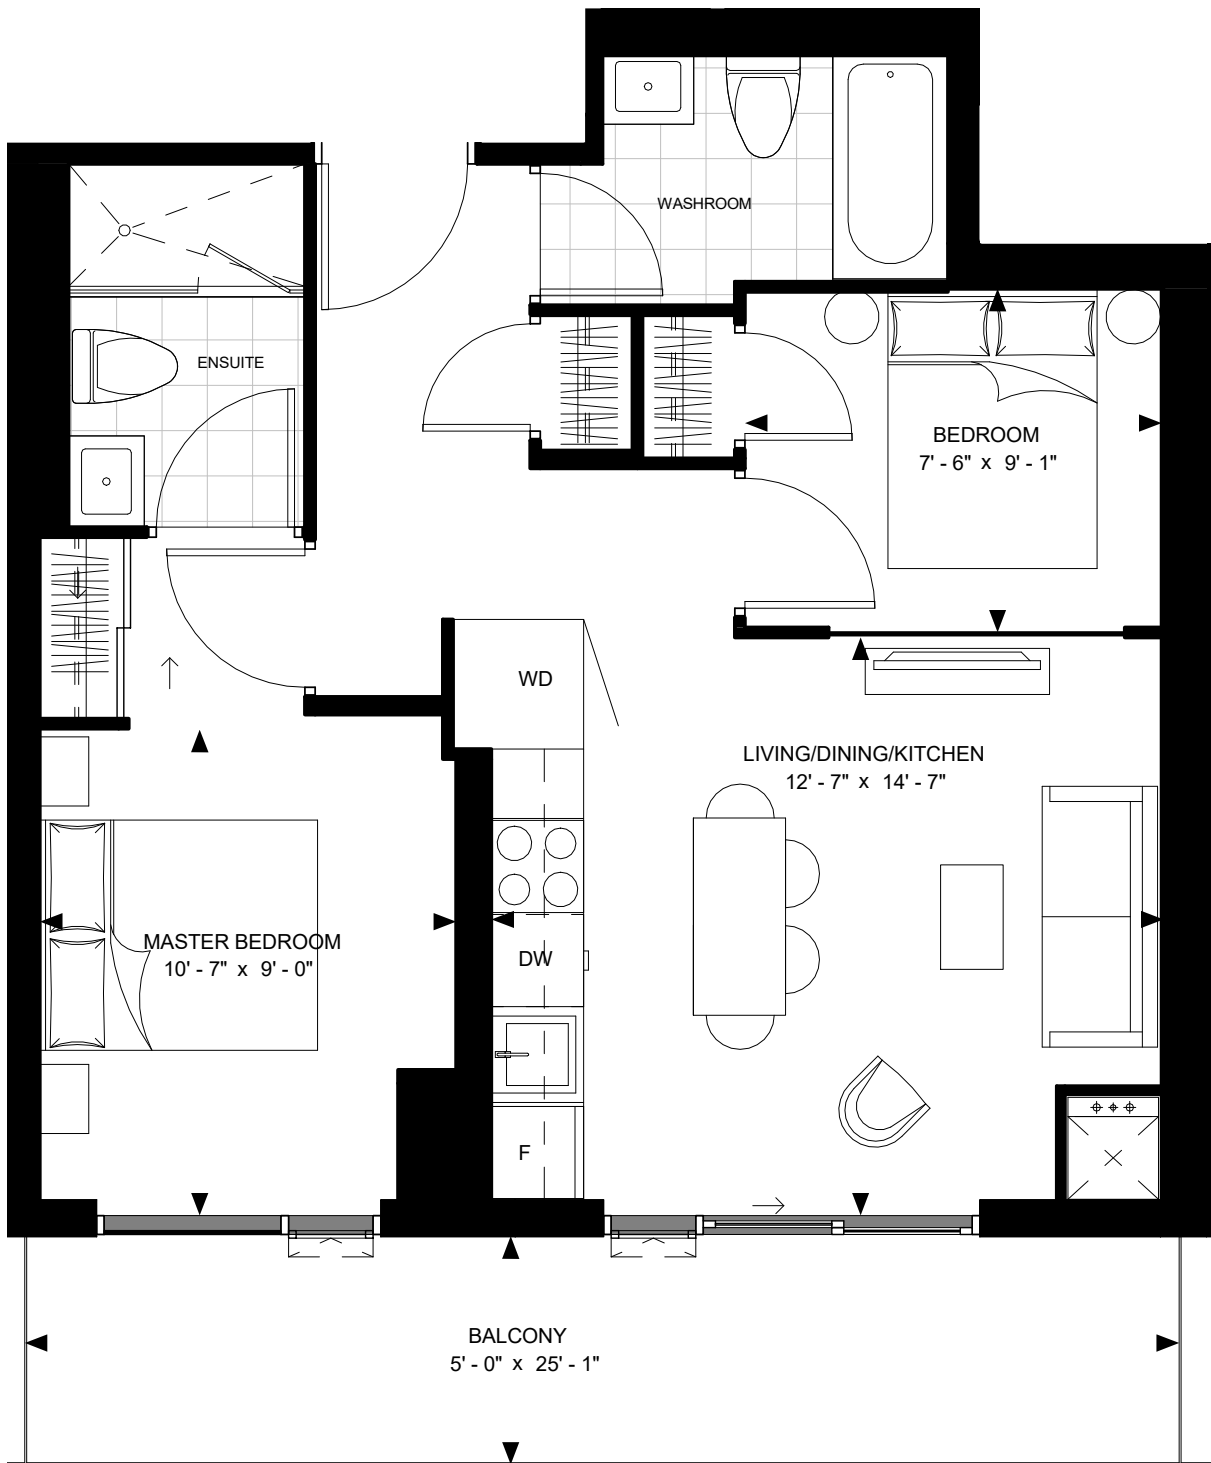 WASHROOM
ENSUITE
BEDROOM
7' - 6" x 9' - 1"
WD
LIVING/DINING/KITCHEN
12' - 7" x 14' - 7"
MASTER BEDROOM
10' - 7" x 9' - 0"
DW
F
BALCONY
5' - 0" x 25' - 1"